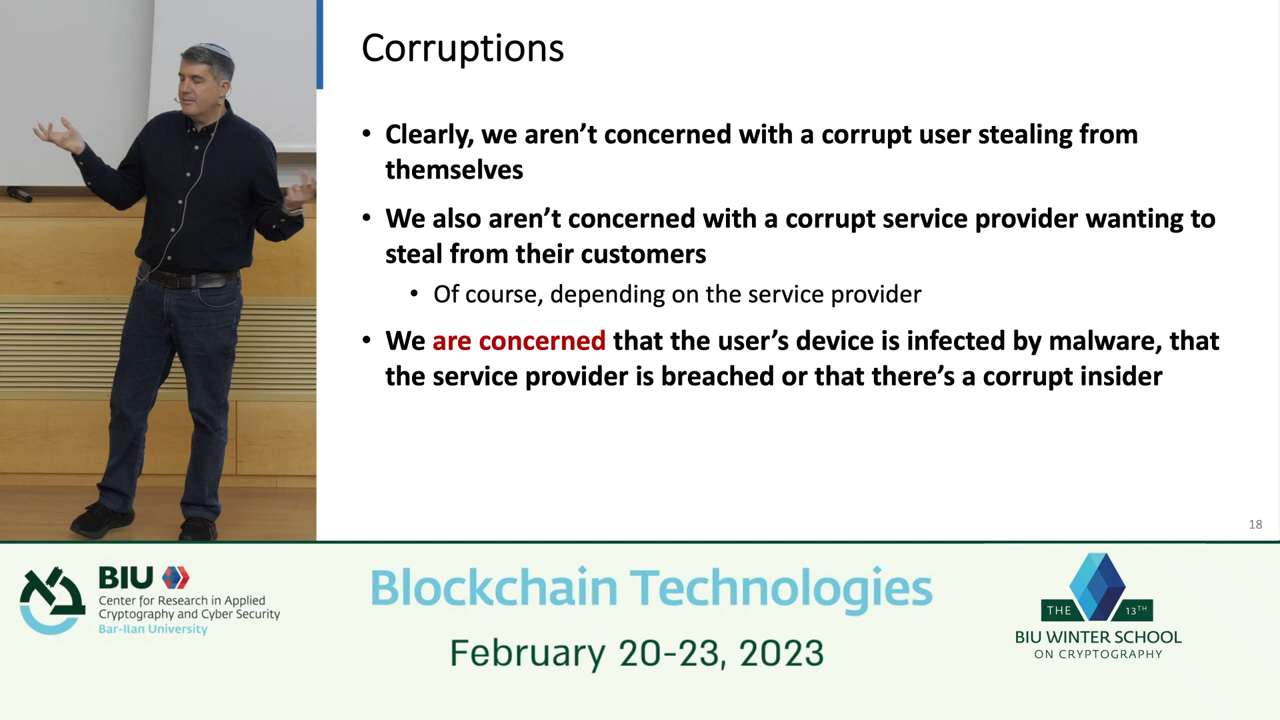 Corruptions
• Clearly, we aren’t concerned with a corrupt user stealing from
themselves
• We also aren’t concerned with a corrupt service provider wanting to
steal from their customers
• Of course, depending on the service provider
• We are concerned that the user’s device is infected by malware, that
the service provider is breached or that there’s a corrupt insider
18
BIU
Center for Research in Applied
Cryptography and Cyber Security
Bar-Ilan University
Blockchain Technologies
February 20-23, 2023
THE 13TH
BIU WINTER SCHOOL
ON CRYPTOGRAPHY